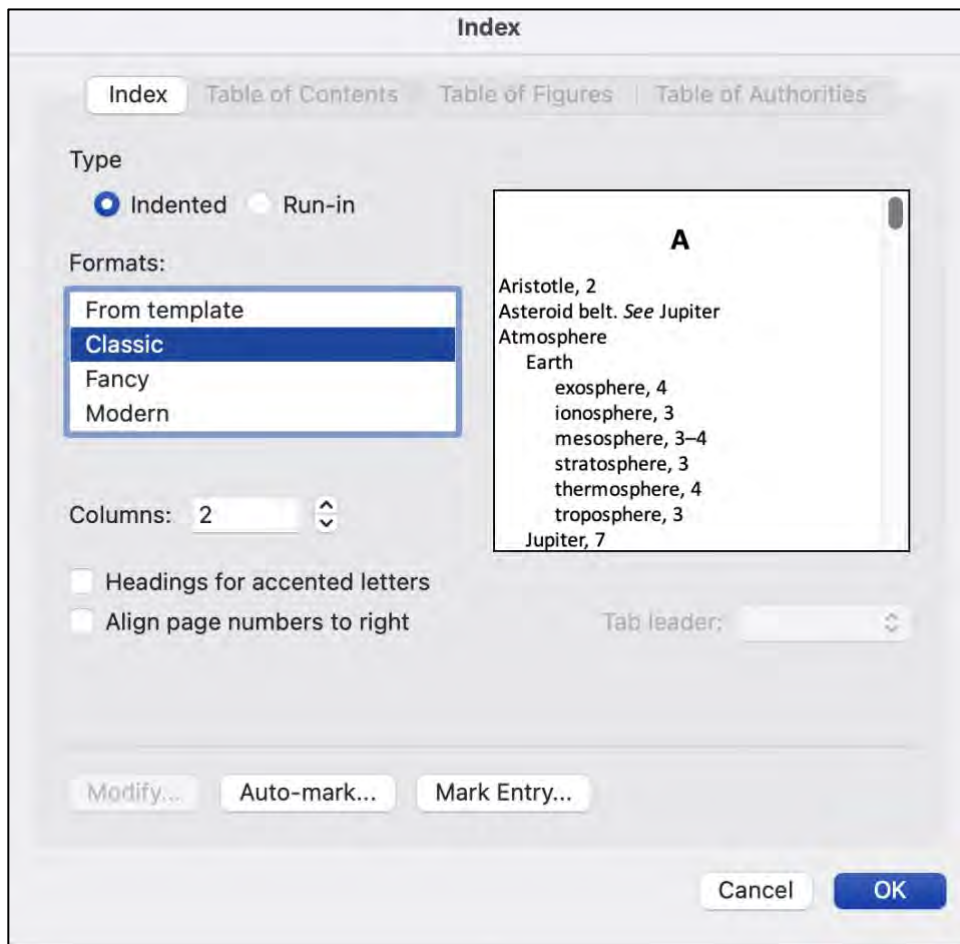 Index
Index Table of Contents Table of Figures Table of Authorities
Type
Indented Run-in
Formats:
From template
Classic
Fancy
Modern
A
Aristotle, 2
Asteroid belt. See Jupiter
Atmosphere
Earth
exosphere, 4
ionosphere, 3
mesosphere, 3–4
stratosphere, 3
thermosphere, 4
troposphere, 3
Jupiter, 7
Columns: 2
Headings for accented letters
Align page numbers to right
Tab leader:
Modify... Auto-mark... Mark Entry...
Cancel OK